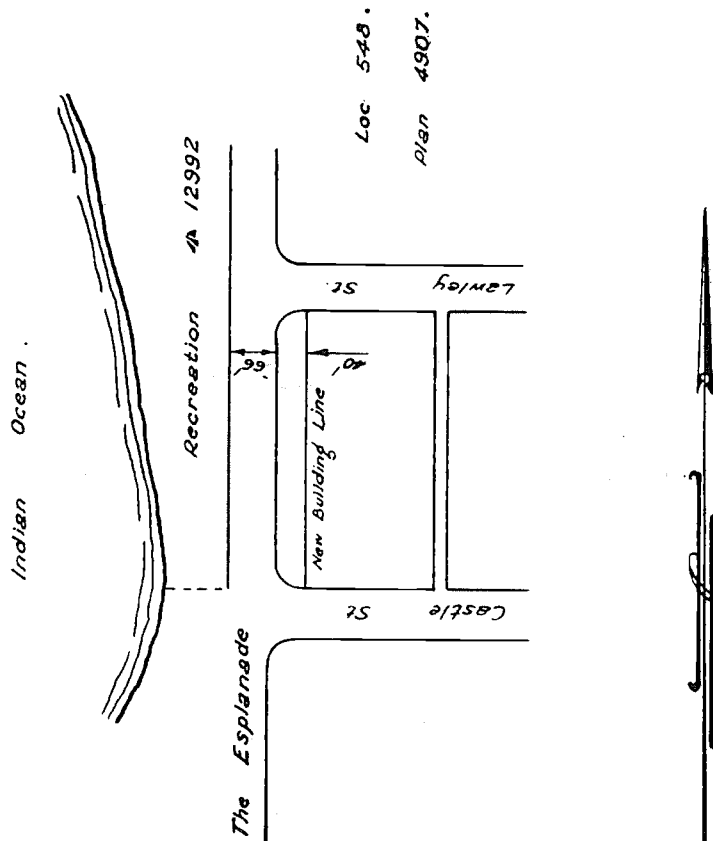 Indian Ocean.
Recreation 12992
Loc 548.
Plan 4907.
Lawley St.
66'
40'
New Building Line
Castle St
The Esplanade